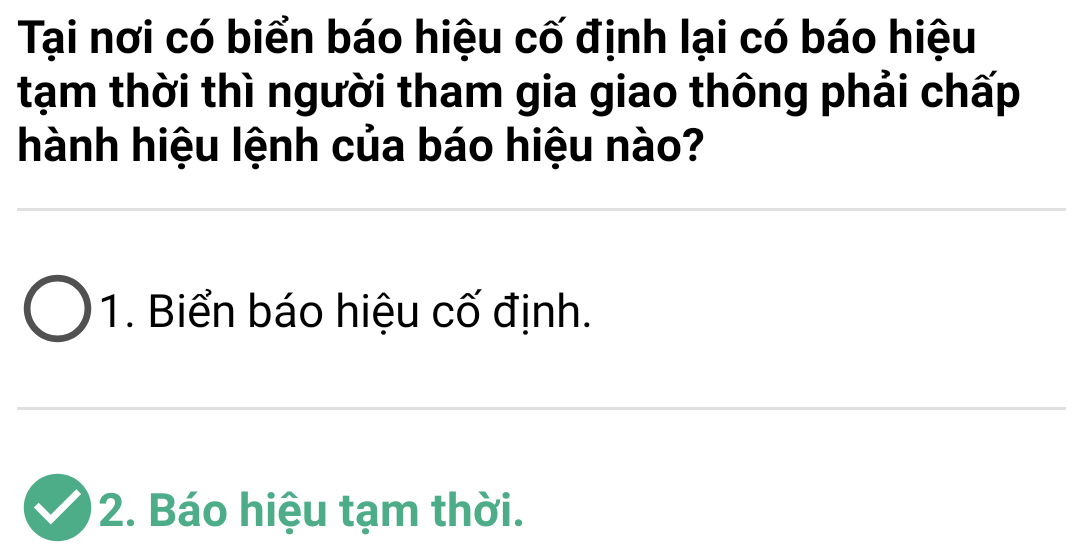 Tại nơi có biển báo hiệu cố định lại có báo hiệu
tạm thời thì người tham gia giao thông phải chấp
hành hiệu lệnh của báo hiệu nào?
1. Biển báo hiệu cố định.
2. Báo hiệu tạm thời.